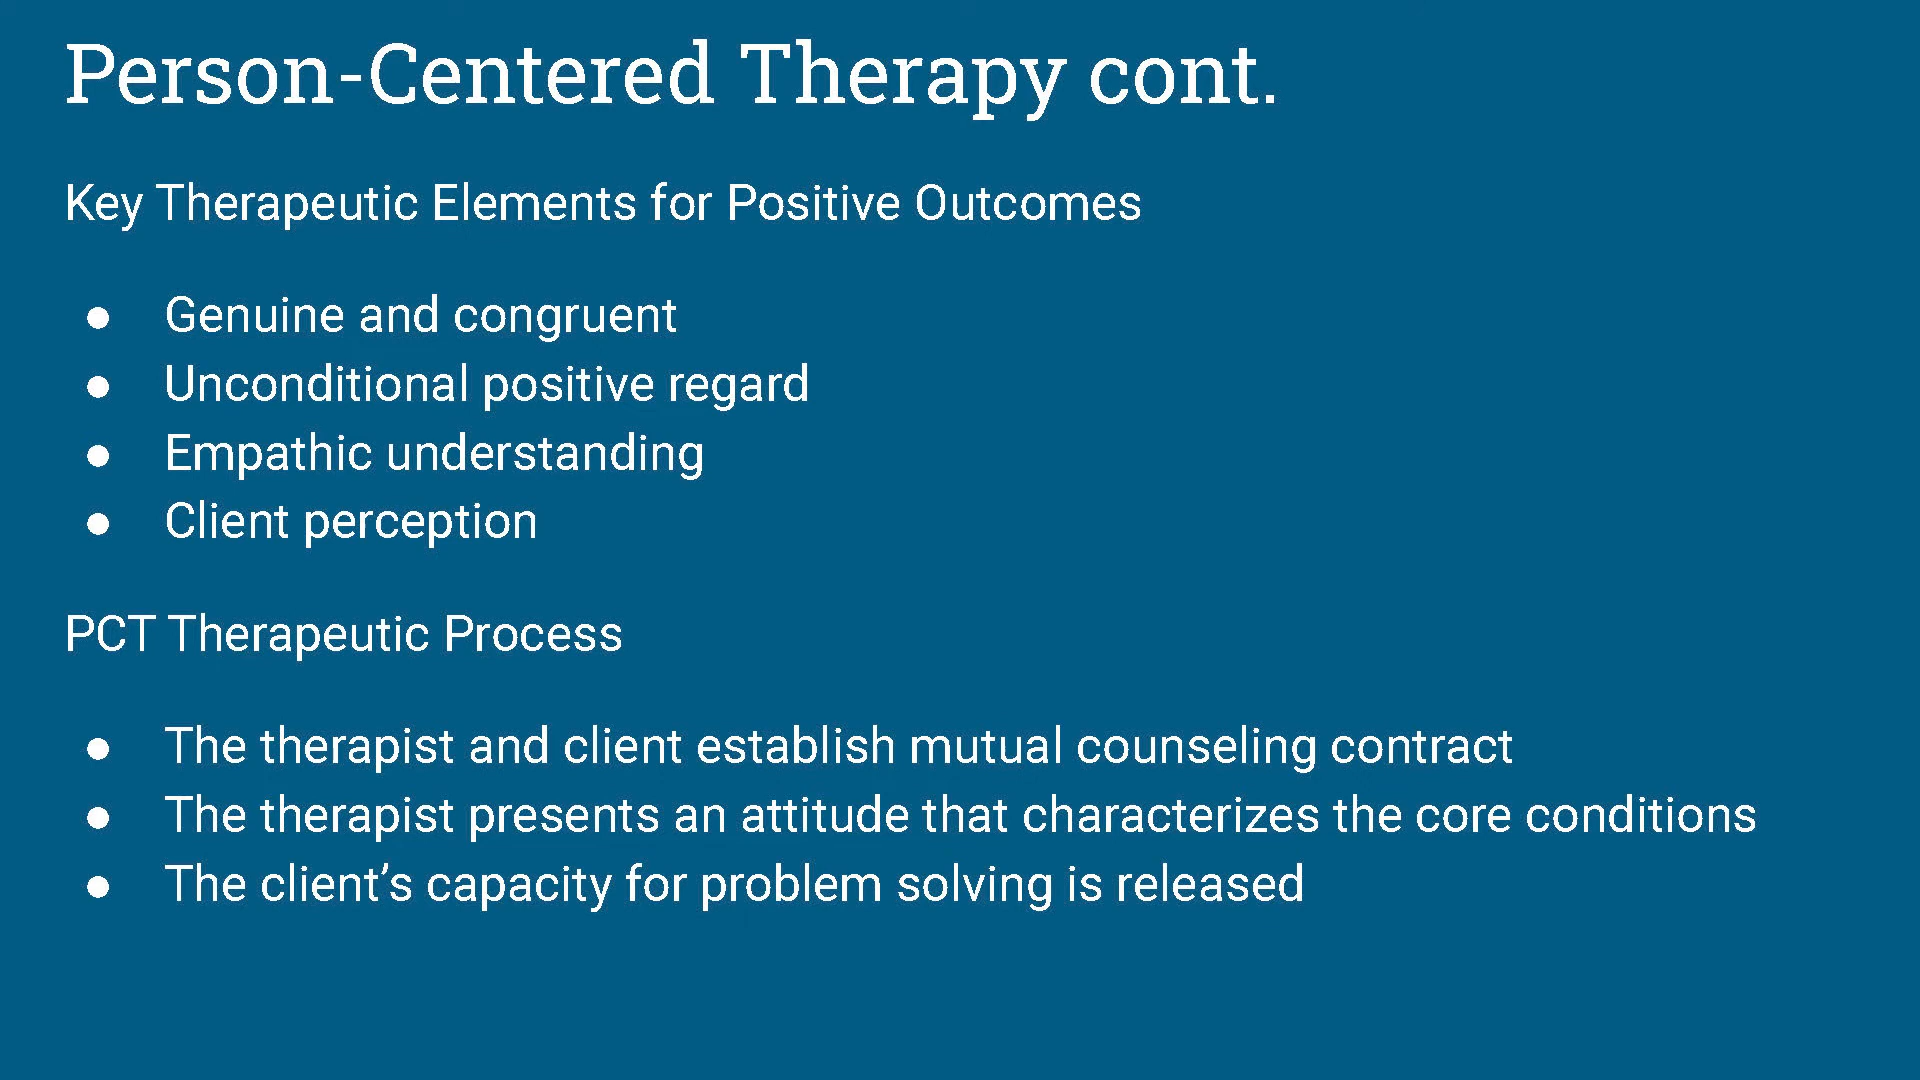 Person-Centered Therapy cont.
Key Therapeutic Elements for Positive Outcomes
● Genuine and congruent
● Unconditional positive regard
● Empathic understanding
● Client perception
PCT Therapeutic Process
● The therapist and client establish mutual counseling contract
● The therapist presents an attitude that characterizes the core conditions
● The client’s capacity for problem solving is released